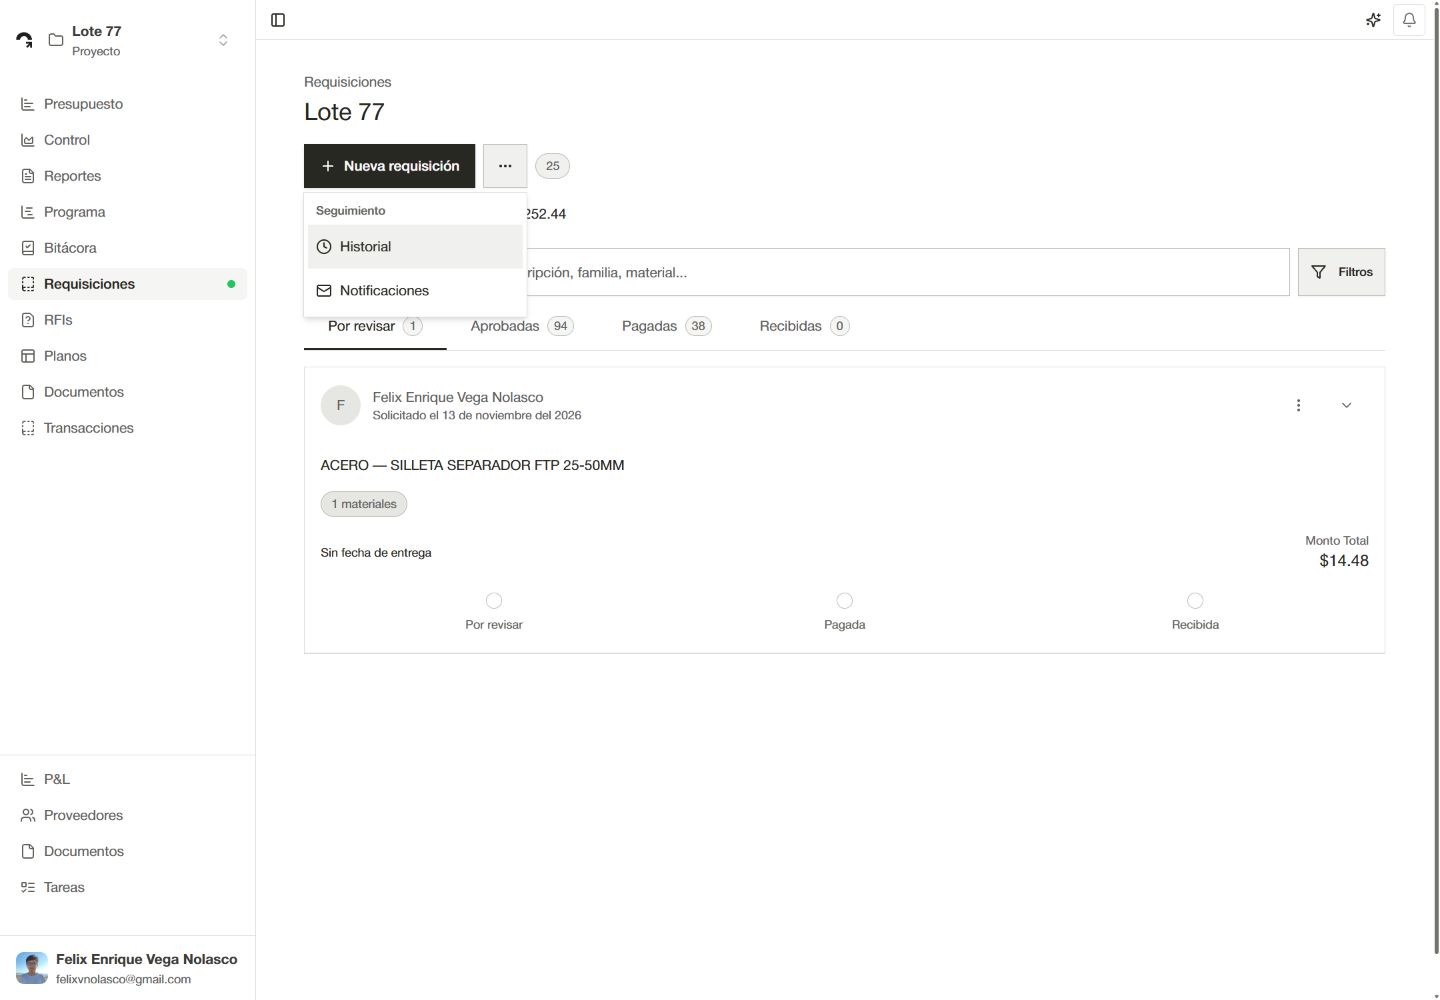 Lote 77
Proyecto
Presupuesto
Control
Reportes
Programa
Bitácora
Requisiciones
RFIs
Planos
Documentos
Transacciones
P&L
Proveedores
Documentos
Tareas
Felix Enrique Vega Nolasco
felixvnolasco@gmail.com
Requisiciones
Lote 77
Nueva requisición
25
Seguimiento
Historial
Notificaciones
252.44
ripción, familia, material...
Filtros
Por revisar 1
Aprobadas 94
Pagadas 38
Recibidas 0
F
Felix Enrique Vega Nolasco
Solicitado el 13 de noviembre del 2026
ACERO — SILLETA SEPARADOR FTP 25-50MM
1 materiales
Sin fecha de entrega
Monto Total
$14.48
Por revisar
Pagada
Recibida